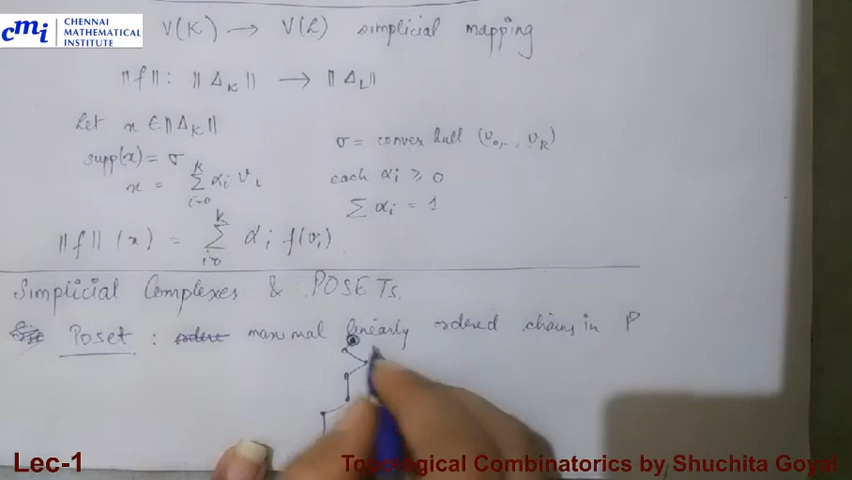 cmi CHENNAI MATHEMATICAL INSTITUTE
V(K) → V(L) simplicial mapping
||f|| : ||Δ_K|| → ||Δ_L||
Let x ∈ ||Δ_K||
supp(x) = σ σ = convex hull (v_0, .., v_k)
x = Σ_{i=0}^{k} α_i v_i each α_i ≥ 0
Σ α_i = 1
||f|| (x) = Σ_{i=0}^{k} α_i f(v_i)
Simplicial Complexes & POSETs.
Poset : maximal linearly ordered chains in P
Lec-1 Topological Combinatorics by Shuchita Goyal